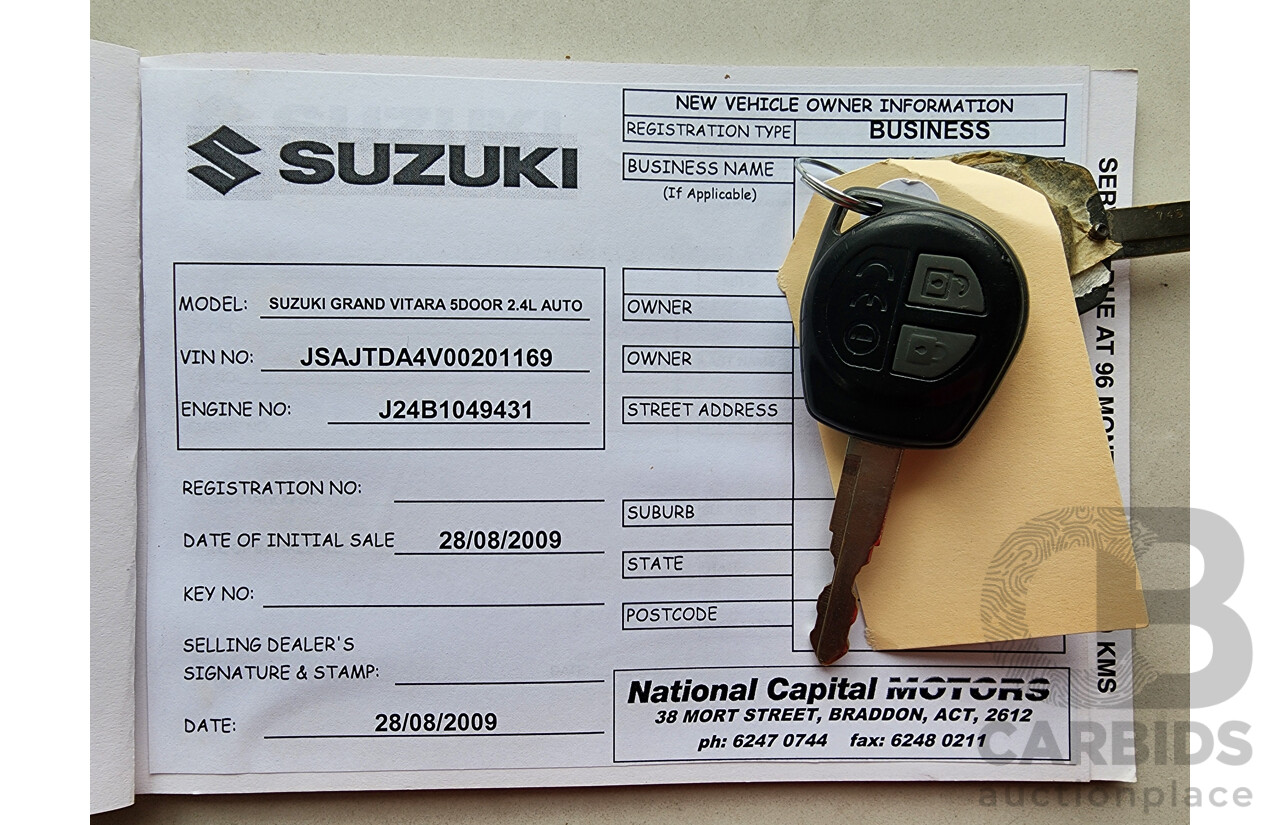 SUZUKI
NEW VEHICLE OWNER INFORMATION
REGISTRATION TYPE BUSINESS
BUSINESS NAME
(If Applicable)
MODEL: SUZUKI GRAND VITARA 5DOOR 2.4L AUTO
VIN NO: JSAJTDA4V00201169
ENGINE NO: J24B1049431
OWNER
OWNER
STREET ADDRESS
REGISTRATION NO:
SUBURB
DATE OF INITIAL SALE 28/08/2009
STATE
KEY NO:
POSTCODE
SELLING DEALER'S
SIGNATURE & STAMP:
DATE: 28/08/2009
National Capital MOTORS
38 MORT STREET, BRADDON, ACT, 2612
ph: 6247 0744 fax: 6248 0211
AT 96
KMS
CARBIDS
auctionplace